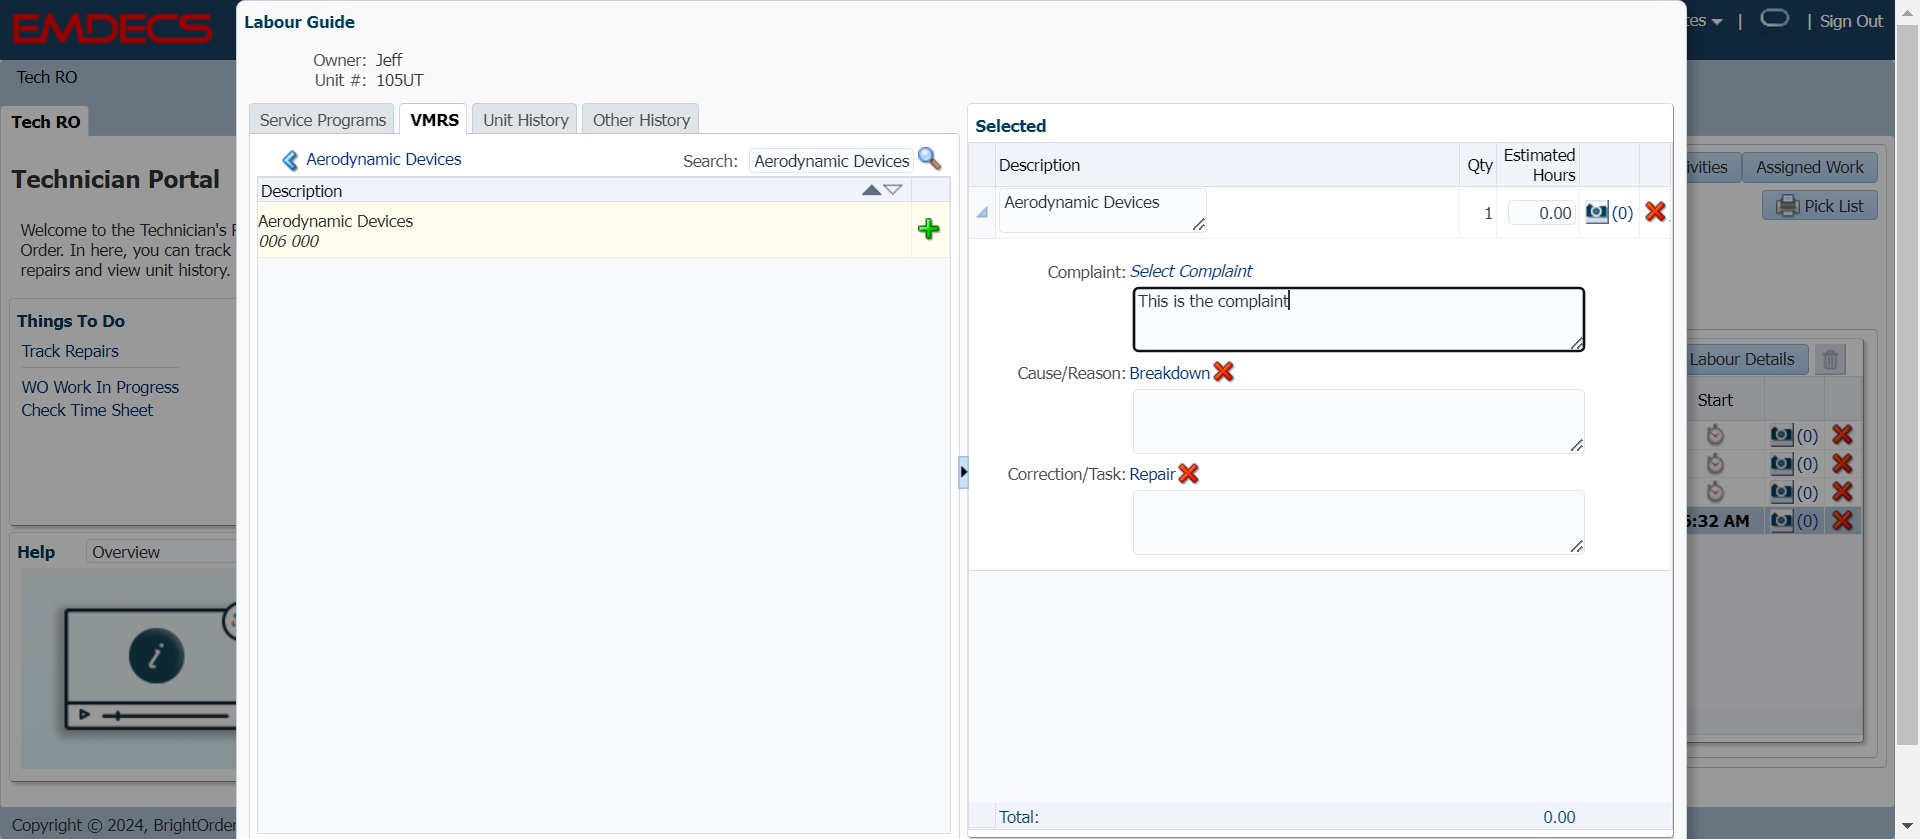 EMDECS
| Sign Out
Tech RO
Tech RO
Technician Portal
Welcome to the Technician's
Order. In here, you can track
repairs and view unit history.
Things To Do
Track Repairs
WO Work In Progress
Check Time Sheet
Help Overview
Copyright © 2024, BrightOrder
Labour Guide
Owner: Jeff
Unit #: 105UT
Service Programs VMRS Unit History Other History
Aerodynamic Devices Search: Aerodynamic Devices
Description
Aerodynamic Devices
006 000
Selected
Description Qty Estimated Hours
Aerodynamic Devices 1 0.00 (0)
Complaint: Select Complaint
This is the complaint
Cause/Reason: Breakdown
Correction/Task: Repair
Total: 0.00
Assigned Work
Pick List
Labour Details
Start
(0)
(0)
(0)
:32 AM (0)